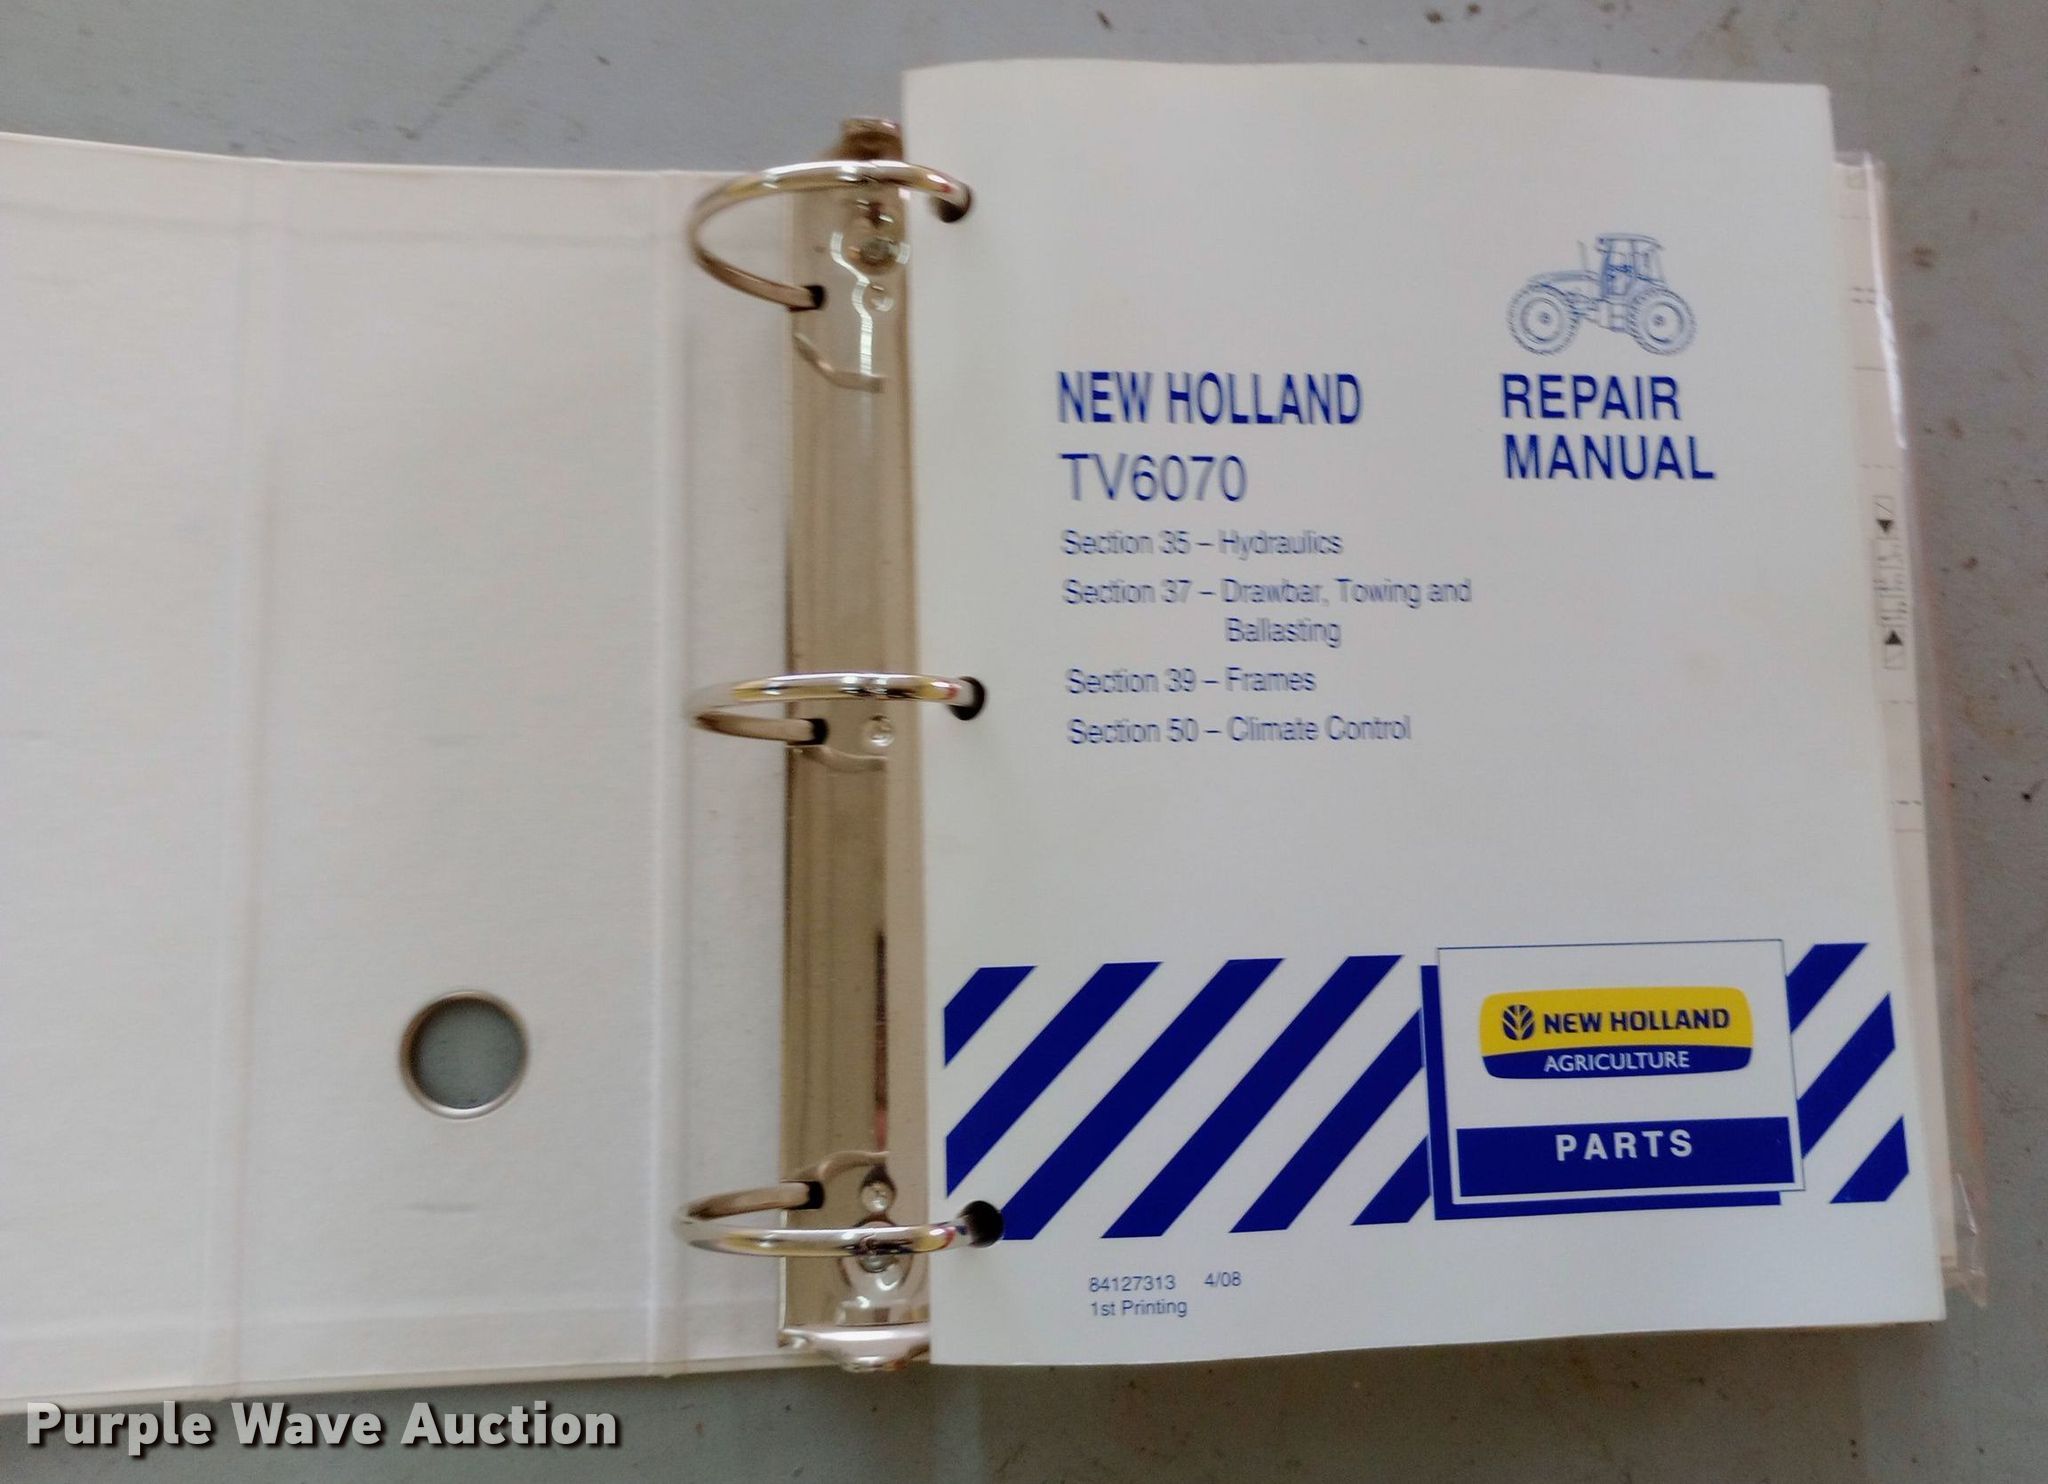 NEW HOLLAND
TV6070
REPAIR
MANUAL
Section 35 – Hydraulics
Section 37 – Drawbar, Towing and
Ballasting
Section 39 – Frames
Section 50 – Climate Control
NEW HOLLAND
AGRICULTURE
PARTS
84127313 4/08
1st Printing
Purple Wave Auction